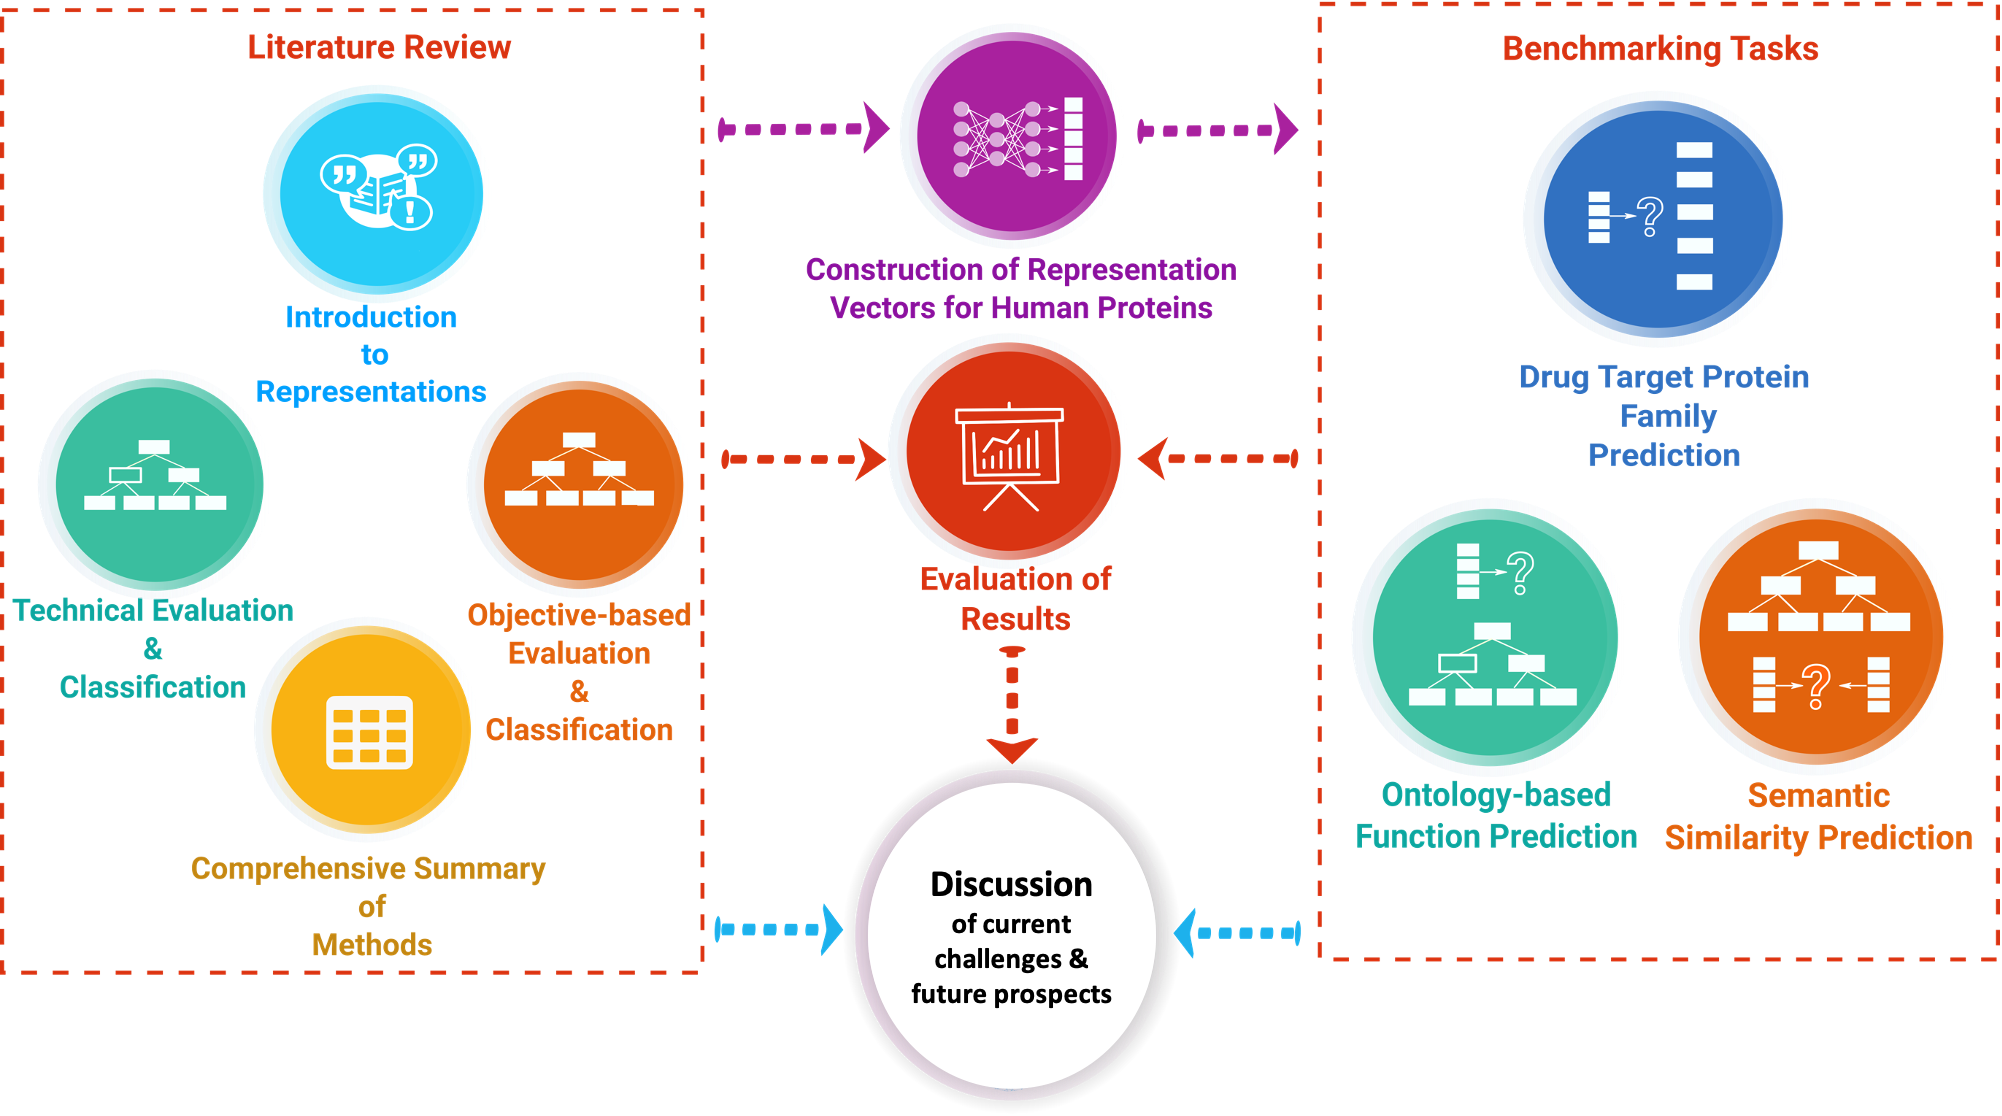 Literature Review
Introduction
to
Representations
Technical Evaluation
&
Classification
Objective-based
Evaluation
&
Classification
Comprehensive Summary
of
Methods
Construction of Representation
Vectors for Human Proteins
Evaluation of
Results
Discussion
of current
challenges &
future prospects
Benchmarking Tasks
Drug Target Protein
Family
Prediction
Ontology-based
Function Prediction
Semantic
Similarity Prediction